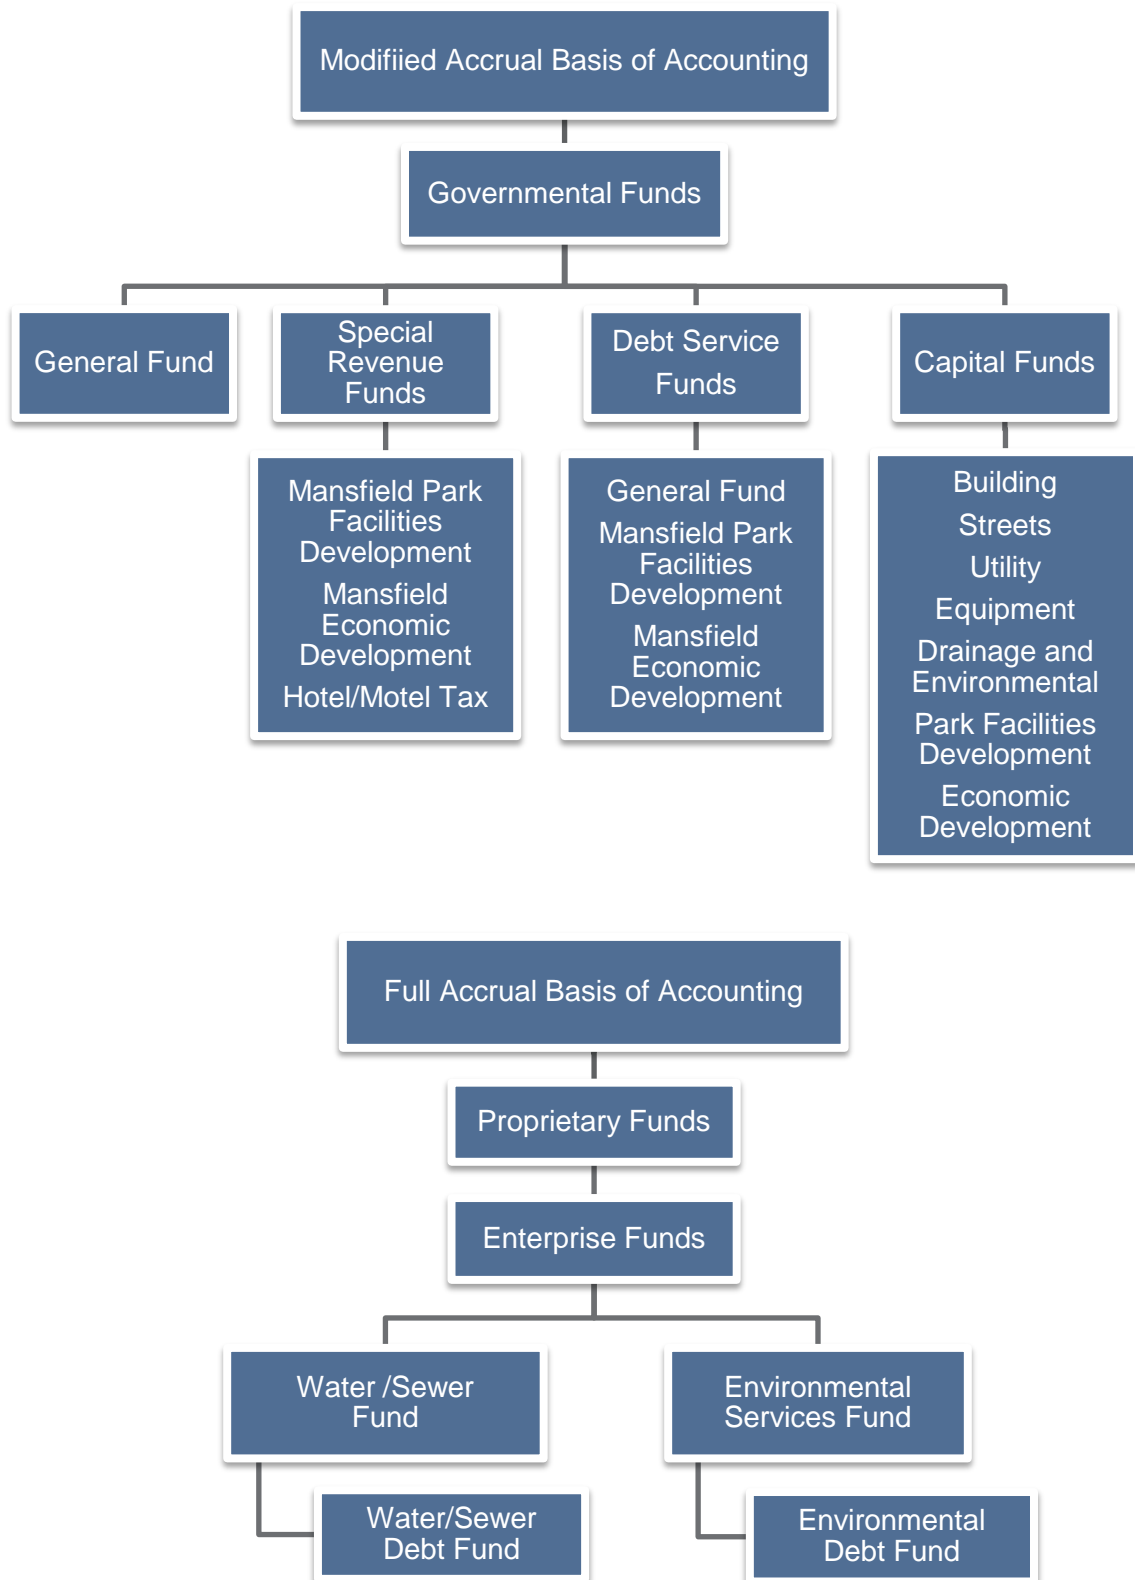 Modifiied Accrual Basis of Accounting
Governmental Funds
General Fund
Special
Revenue
Funds
Debt Service
Funds
Capital Funds
Mansfield Park
Facilities
Development
Mansfield
Economic
Development
Hotel/Motel Tax
General Fund
Mansfield Park
Facilities
Development
Mansfield
Economic
Development
Building
Streets
Utility
Equipment
Drainage and
Environmental
Park Facilities
Development
Economic
Development
Full Accrual Basis of Accounting
Proprietary Funds
Enterprise Funds
Water /Sewer
Fund
Environmental
Services Fund
Water/Sewer
Debt Fund
Environmental
Debt Fund